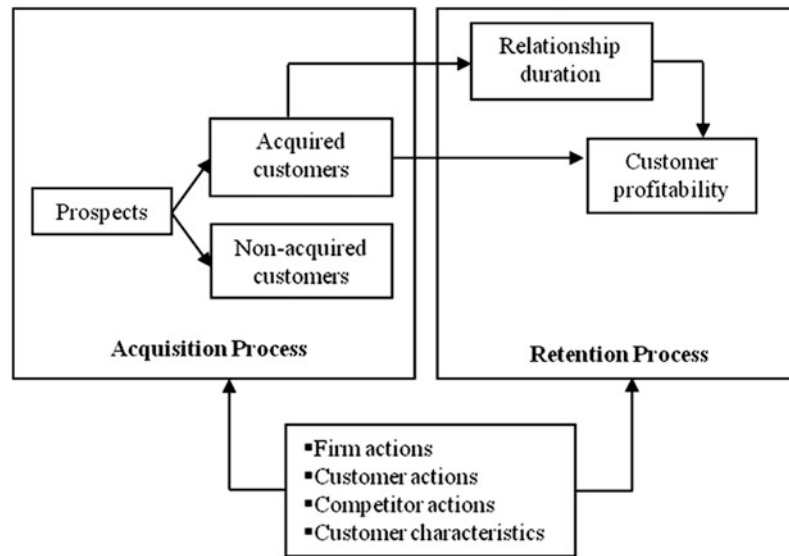 Relationship
duration
Acquired
customers
Customer
profitability
Prospects
Non-acquired
customers
Acquisition Process
Retention Process
▪Firm actions
▪Customer actions
▪Competitor actions
▪Customer characteristics